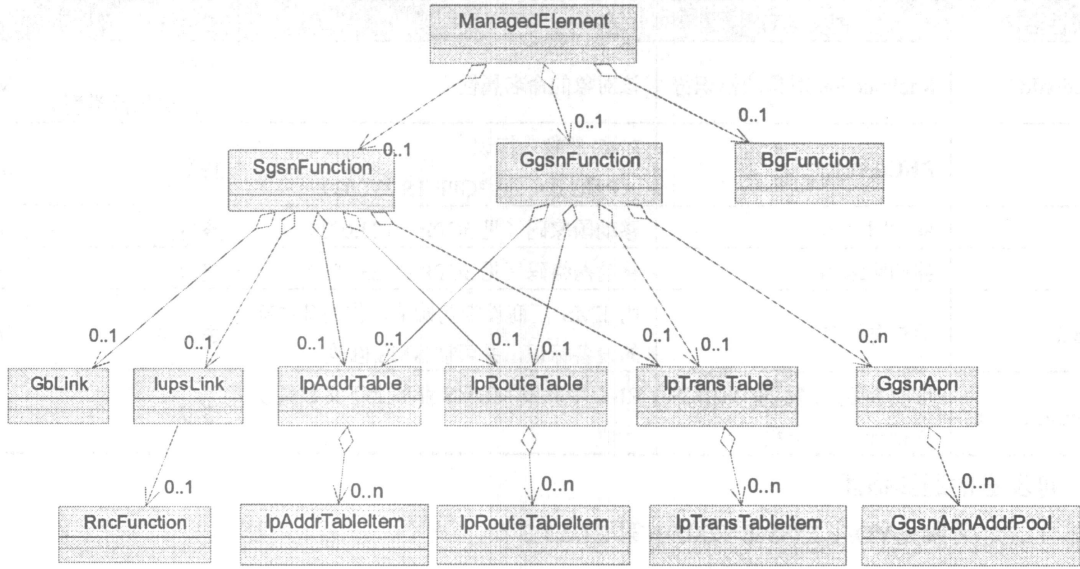 ManagedElement
0..1
0..1
0..1
SgsnFunction
GgsnFunction
BgFunction
0..1
0..1
0..1
0..1
0..1
0..1
0..1
0..1
0..n
GbLink
IupsLink
IpAddrTable
IpRouteTable
IpTransTable
GgsnApn
0..1
0..n
0..n
0..n
0..n
RncFunction
IpAddrTableItem
IpRouteTableItem
IpTransTableItem
GgsnApnAddrPool